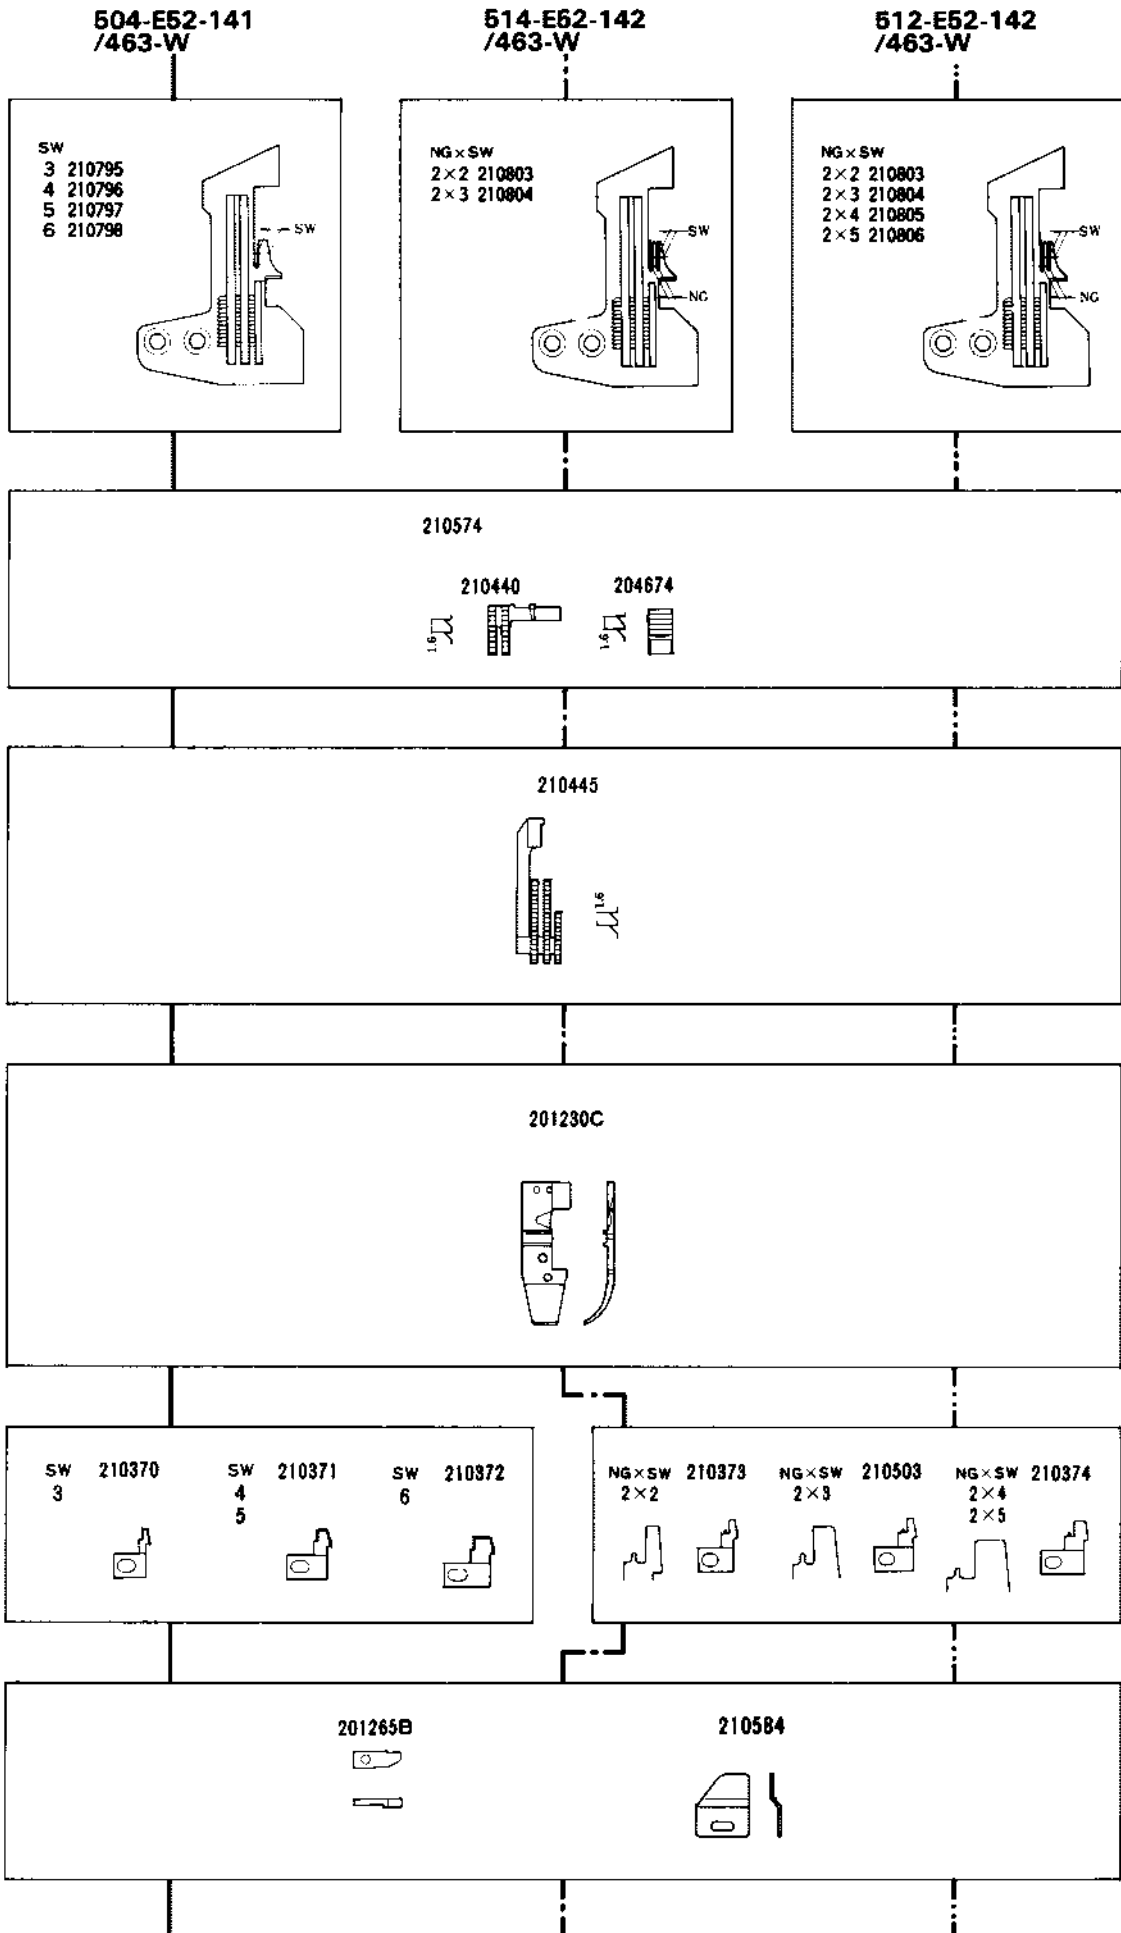 504-E52-141
/463-W
514-E52-142
/463-W
512-E52-142
/463-W
SW
3 210795
4 210796
5 210797
6 210798
SW
NG×SW
2×2 210803
2×3 210804
SW
NG
NG×SW
2×2 210803
2×3 210804
2×4 210805
2×5 210806
SW
NG
210574
210440
1.6
204674
1.6
210445
1.6
201230C
SW 210370
3
SW 210371
4
5
SW 210372
6
NG×SW 210373
2×2
NG×SW 210503
2×3
NG×SW 210374
2×4
2×5
201265B
210584